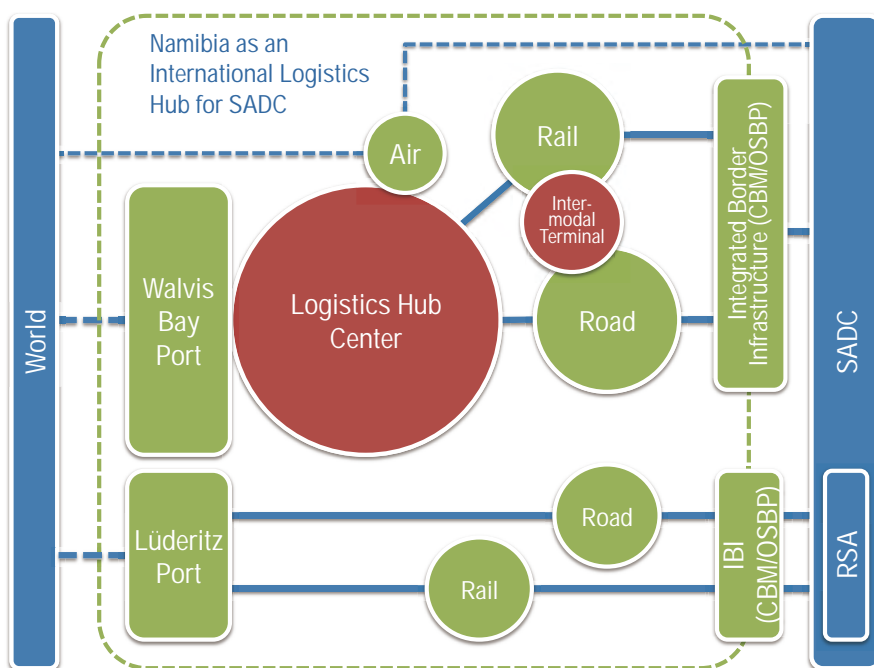 Namibia as an
International Logistics
Hub for SADC
World
Air
Rail
Inter-
modal
Terminal
Walvis
Bay
Port
Logistics Hub
Center
Road
Integrated Border
Infrastructure (CBM/OSBP)
SADC
Lüderitz
Port
Road
Rail
IBI
(CBM/OSBP)
RSA